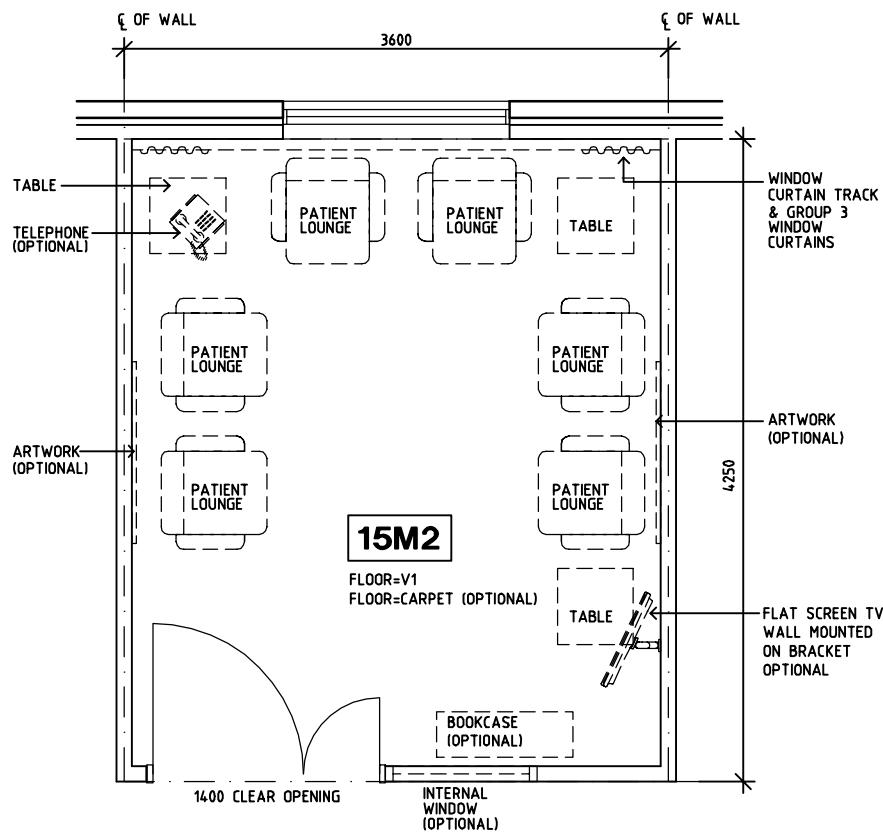 ℄ OF WALL
℄ OF WALL
3600
TABLE
TELEPHONE
(OPTIONAL)
PATIENT
LOUNGE
PATIENT
LOUNGE
TABLE
WINDOW
CURTAIN TRACK
& GROUP 3
WINDOW
CURTAINS
PATIENT
LOUNGE
PATIENT
LOUNGE
ARTWORK
(OPTIONAL)
ARTWORK
(OPTIONAL)
4250
PATIENT
LOUNGE
PATIENT
LOUNGE
15M2
FLOOR=V1
FLOOR=CARPET (OPTIONAL)
TABLE
FLAT SCREEN TV
WALL MOUNTED
ON BRACKET
OPTIONAL
BOOKCASE
(OPTIONAL)
1400 CLEAR OPENING
INTERNAL
WINDOW
(OPTIONAL)